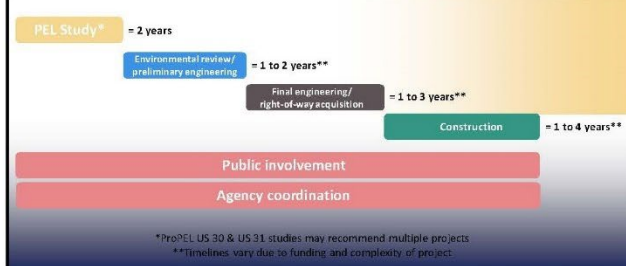 PEL Study* = 2 years
Environmental review/
preliminary engineering = 1 to 2 years**
Final engineering/
right-of-way acquisition = 1 to 3 years**
Construction = 1 to 4 years**
Public involvement
Agency coordination
*ProPEL US 30 & US 31 studies may recommend multiple projects
**Timelines vary due to funding and complexity of project